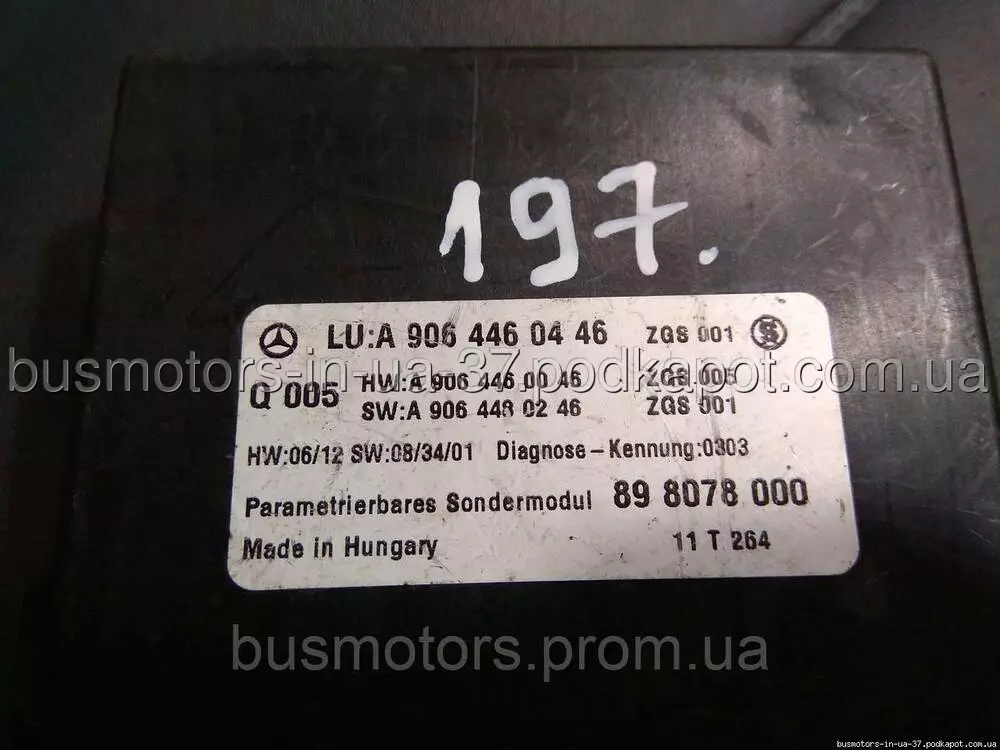 197.
LU:A 906 446 04 46 ZGS 001
busmotors-in-ua-37.podkapot.com.ua
Q 005 HW:A 906 446 00 46 ZGS 005
SW:A 906 448 02 46 ZGS 001
HW:06/12 SW:08/34/01 Diagnose-Kennung:0303
Parametrierbares Sondermodul 89 8078 000
Made in Hungary 11 T 264
busmotors.prom.ua
busmotors-in-ua-37.podkapot.com.ua